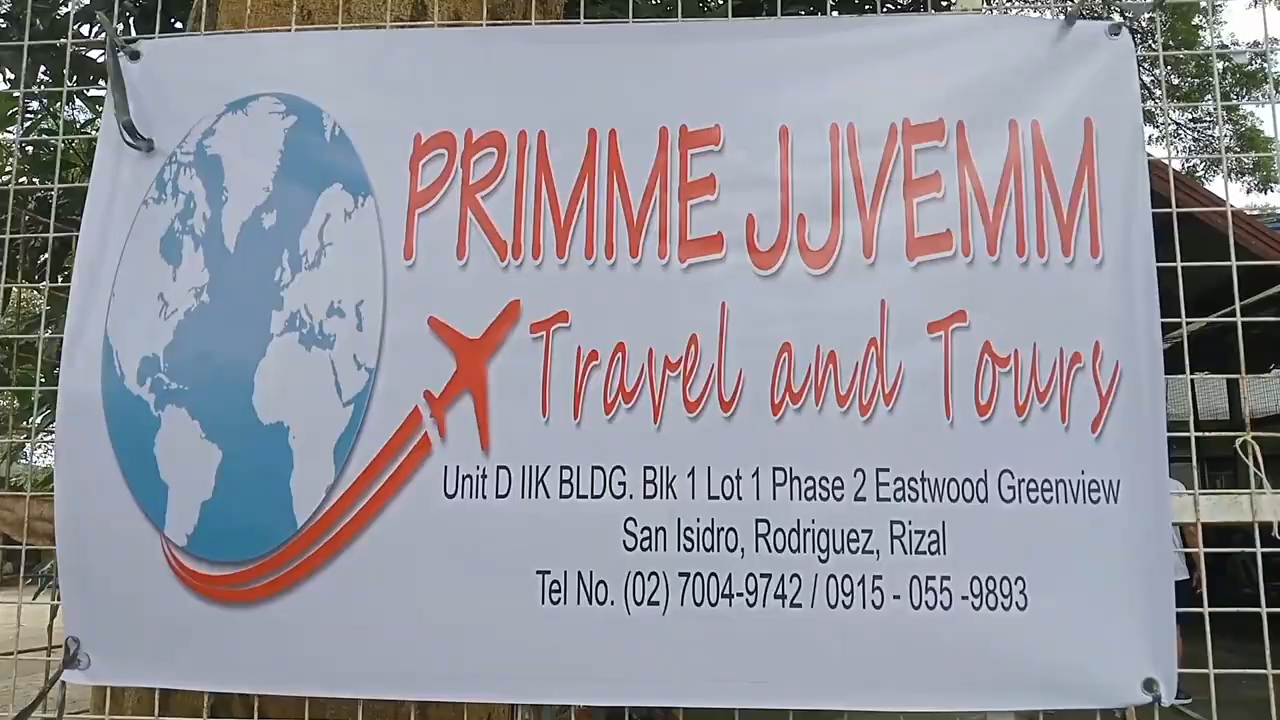 PRIMME JJVEMM
Travel and Tours
Unit D IIK BLDG. Blk 1 Lot 1 Phase 2 Eastwood Greenview
San Isidro, Rodriguez, Rizal
Tel No. (02) 7004-9742 / 0915 - 055 -9893